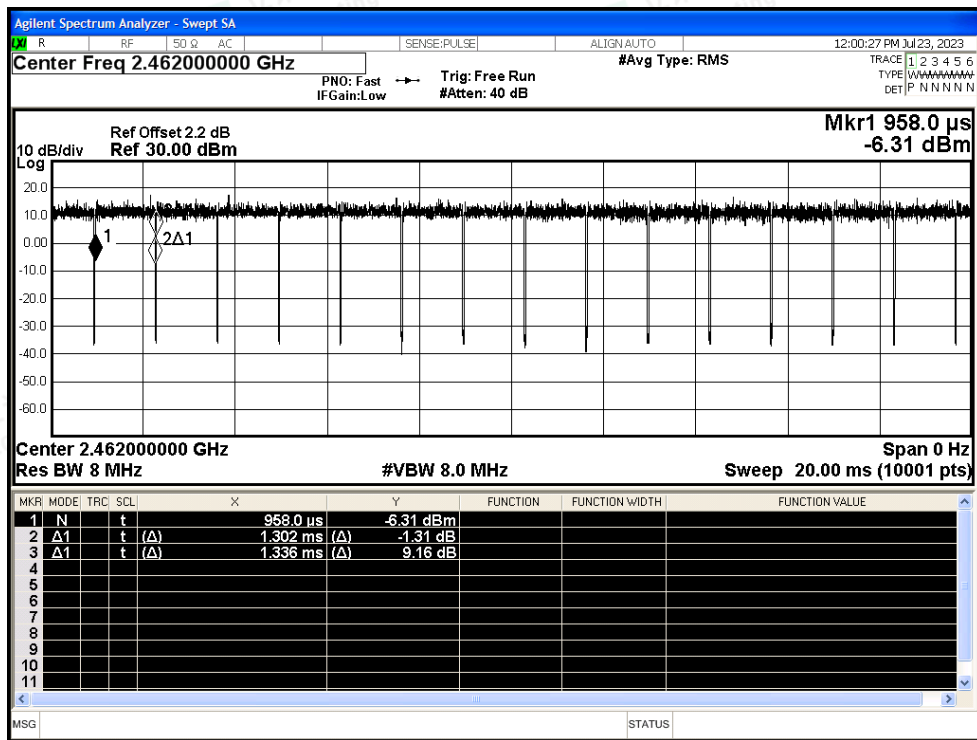 Agilent Spectrum Analyzer - Swept SA
LXI R RF 50 Ω AC SENSE:PULSE ALIGN AUTO 12:00:27 PM Jul 23, 2023
Center Freq 2.462000000 GHz #Avg Type: RMS TRACE 1 2 3 4 5 6
PNO: Fast Trig: Free Run TYPE
IFGain:Low #Atten: 40 dB DET P N N N N N
Mkr1 958.0 µs
-6.31 dBm
Ref Offset 2.2 dB
10 dB/div Ref 30.00 dBm
Log
20.0
10.0
1 2Δ1
0.00
-10.0
-20.0
-30.0
-40.0
-50.0
-60.0
Center 2.462000000 GHz Span 0 Hz
Res BW 8 MHz #VBW 8.0 MHz Sweep 20.00 ms (10001 pts)
MKR MODE TRC SCL X Y FUNCTION FUNCTION WIDTH FUNCTION VALUE
1 N t 958.0 µs -6.31 dBm
2 Δ1 t (Δ) 1.302 ms (Δ) -1.31 dB
3 Δ1 t (Δ) 1.336 ms (Δ) 9.16 dB
4
5
6
7
8
9
10
11
MSG STATUS